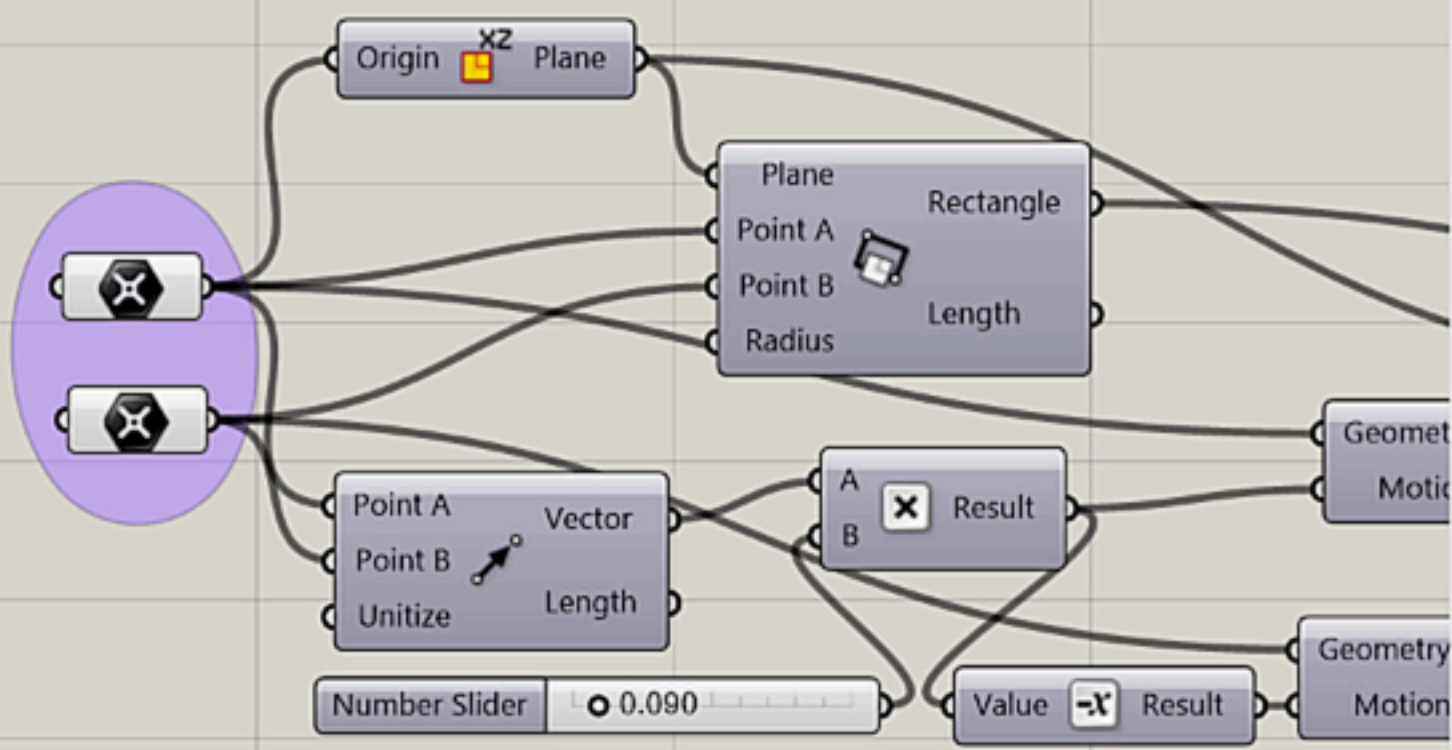 XZ
Origin Plane
Plane
Point A
Point B
Radius
Rectangle
Length
Point A
Point B
Unitize
Vector
Length
A
B
Result
Geomet
Motic
Number Slider 0.090
Value -x Result
Geometry
Motion